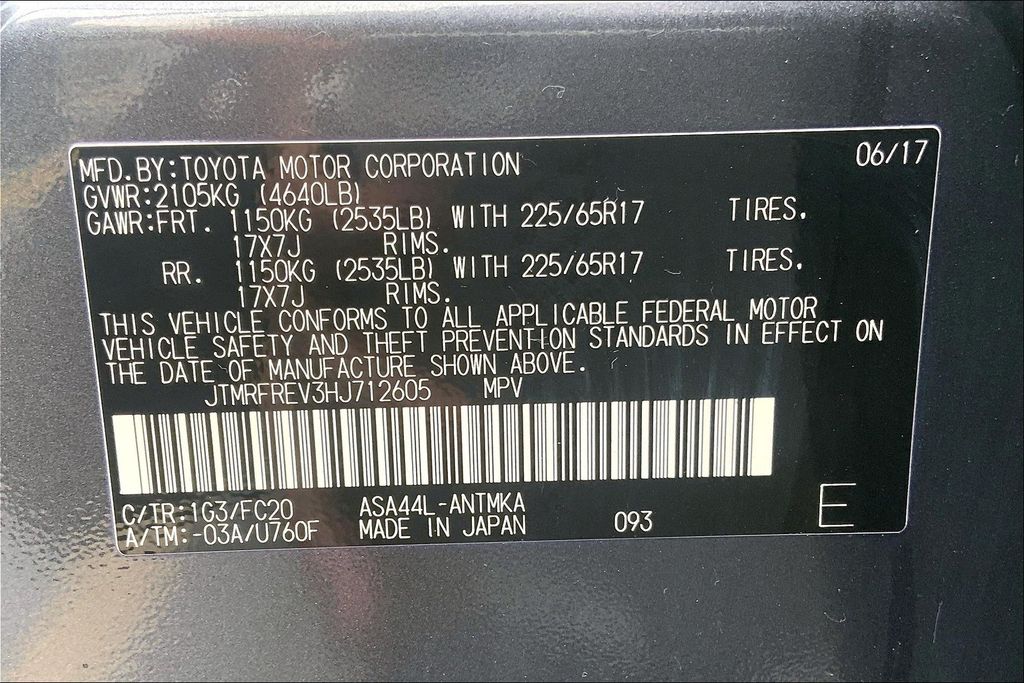 MFD.BY:TOYOTA MOTOR CORPORATION 06/17
GVWR:2105KG (4640LB)
GAWR:FRT. 1150KG (2535LB) WITH 225/65R17 TIRES.
17X7J RIMS.
RR. 1150KG (2535LB) WITH 225/65R17 TIRES.
17X7J RIMS.
THIS VEHICLE CONFORMS TO ALL APPLICABLE FEDERAL MOTOR
VEHICLE SAFETY AND THEFT PREVENTION STANDARDS IN EFFECT ON
THE DATE OF MANUFACTURE SHOWN ABOVE.
JTMRFREV3HJ712605 MPV
C/TR:1G3/FC20 ASA44L-ANTMKA
A/TM:-03A/U760F MADE IN JAPAN 093 E